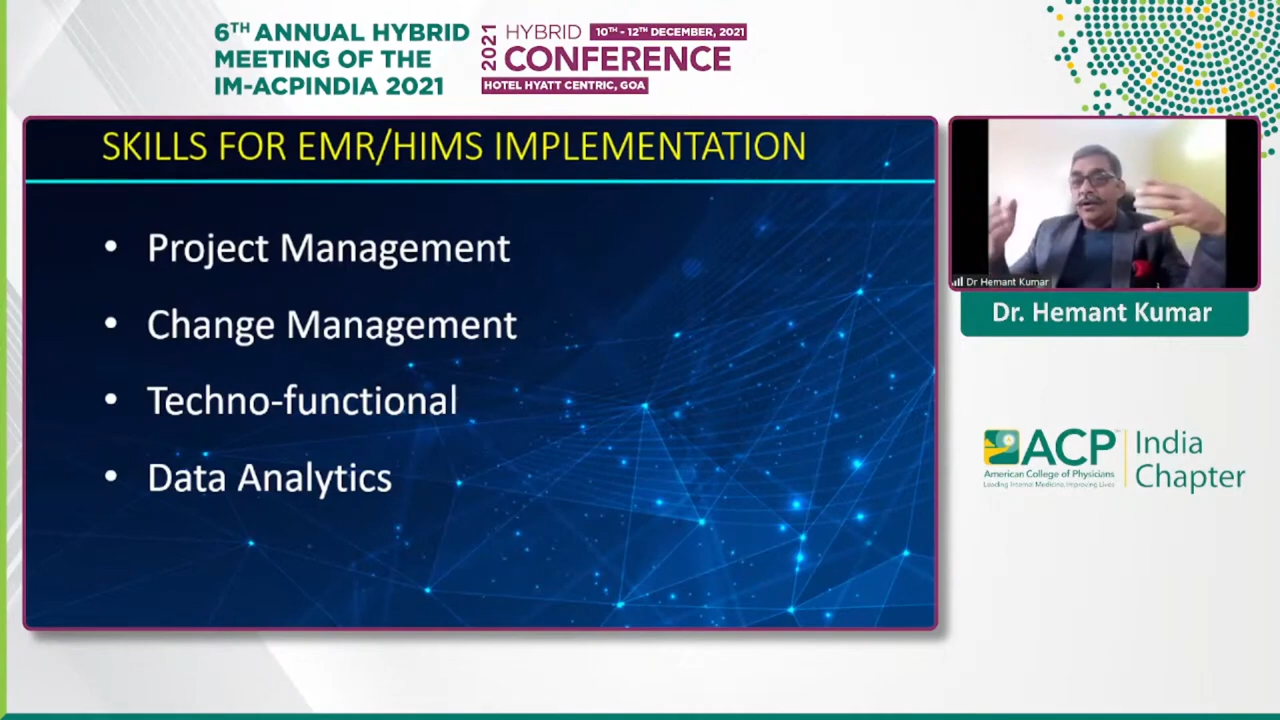 6TH ANNUAL HYBRID
MEETING OF THE
IM-ACPINDIA 2021
2021
HYBRID 10TH - 12TH DECEMBER, 2021
CONFERENCE
HOTEL HYATT CENTRIC, GOA
SKILLS FOR EMR/HIMS IMPLEMENTATION
• Project Management
• Change Management
• Techno-functional
• Data Analytics
Dr Hemant Kumar
Dr. Hemant Kumar
ACP
American College of Physicians
Leading Internal Medicine, Improving Lives
India
Chapter